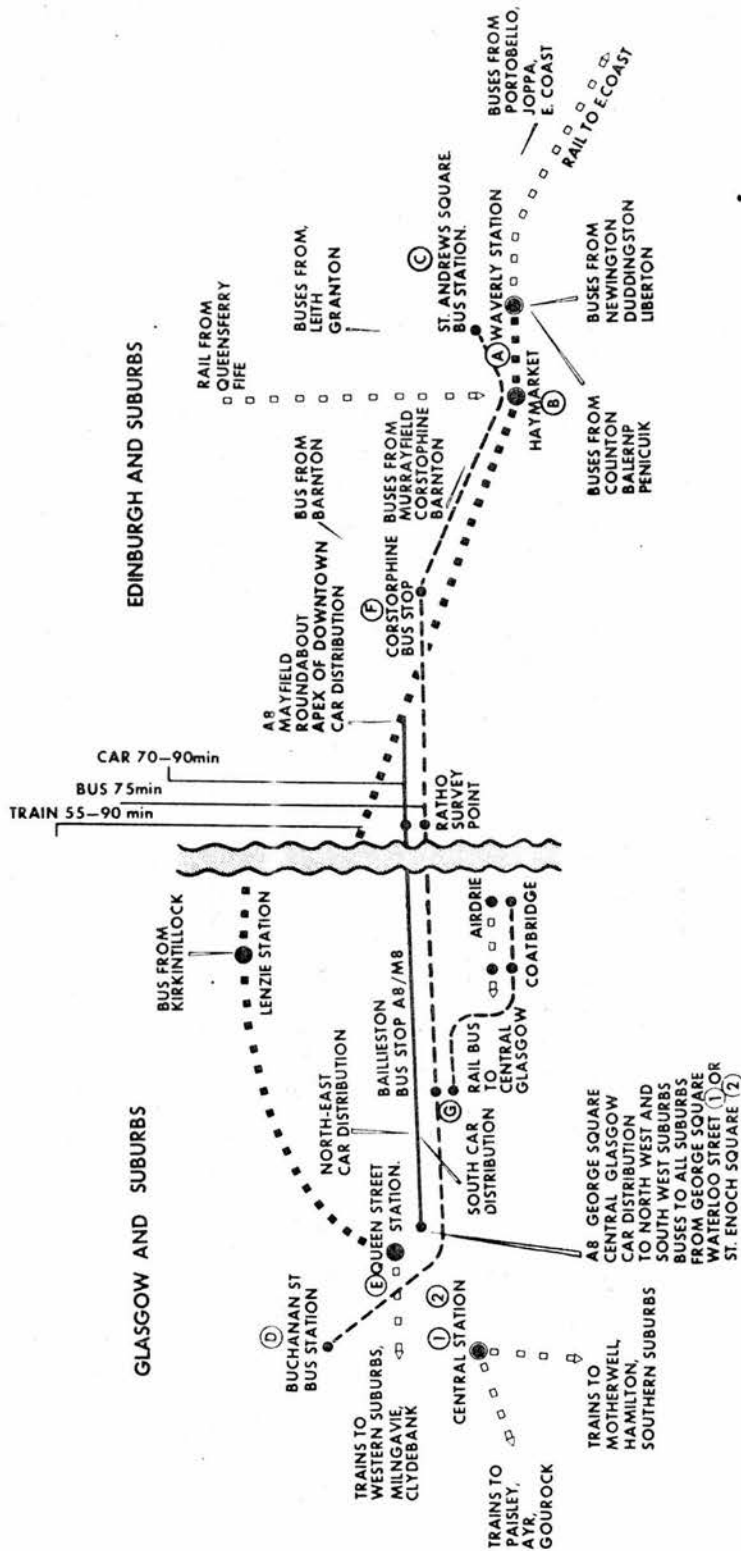 GLASGOW AND SUBURBS
EDINBURGH AND SUBURBS
TRAIN 55–90 min
BUS 75min
CAR 70–90min
BUS FROM
KIRKINTILLOCK
LENZIE STATION
NORTH-EAST
CAR DISTRIBUTION
BAILLIESTON
BUS STOP A8/M8
SOUTH CAR
DISTRIBUTION
AIRDRIE
COATBRIDGE
G
RAIL BUS
TO
CENTRAL
GLASGOW
D
BUCHANAN ST
BUS STATION
E
QUEEN STREET
STATION.
TRAINS TO
WESTERN SUBURBS,
MILNGAVIE,
CLYDEBANK
1
2
CENTRAL STATION
TRAINS TO
PAISLEY,
AYR,
GOUROCK
TRAINS TO
MOTHERWELL,
HAMILTON,
SOUTHERN SUBURBS
A8 GEORGE SQUARE
CENTRAL GLASGOW
CAR DISTRIBUTION
TO NORTH WEST AND
SOUTH WEST SUBURBS
BUSES TO ALL SUBURBS
FROM GEORGE SQUARE
WATERLOO STREET 1 OR
ST. ENOCH SQUARE 2
RATHO
SURVEY
POINT
A8
MAYFIELD
ROUNDABOUT
APEX OF DOWNTOWN
CAR DISTRIBUTION
F
CORSTORPHINE
BUS STOP
BUS FROM
BARNTON
BUSES FROM
MURRAYFIELD
CORSTOPHINE
BARNTON
RAIL FROM
QUEENSFERRY
FIFE
BUSES FROM,
LEITH
GRANTON
C
ST. ANDREWS SQUARE.
BUS STATION.
A
WAVERLY STATION
HAYMARKET
B
BUSES FROM
COLINTON
BALERNP
PENICUIK
BUSES FROM
NEWINGTON
DUDDINGSTON
LIBERTON
BUSES FROM
PORTOBELLO,
JOPPA,
E. COAST
RAIL TO E.COAST